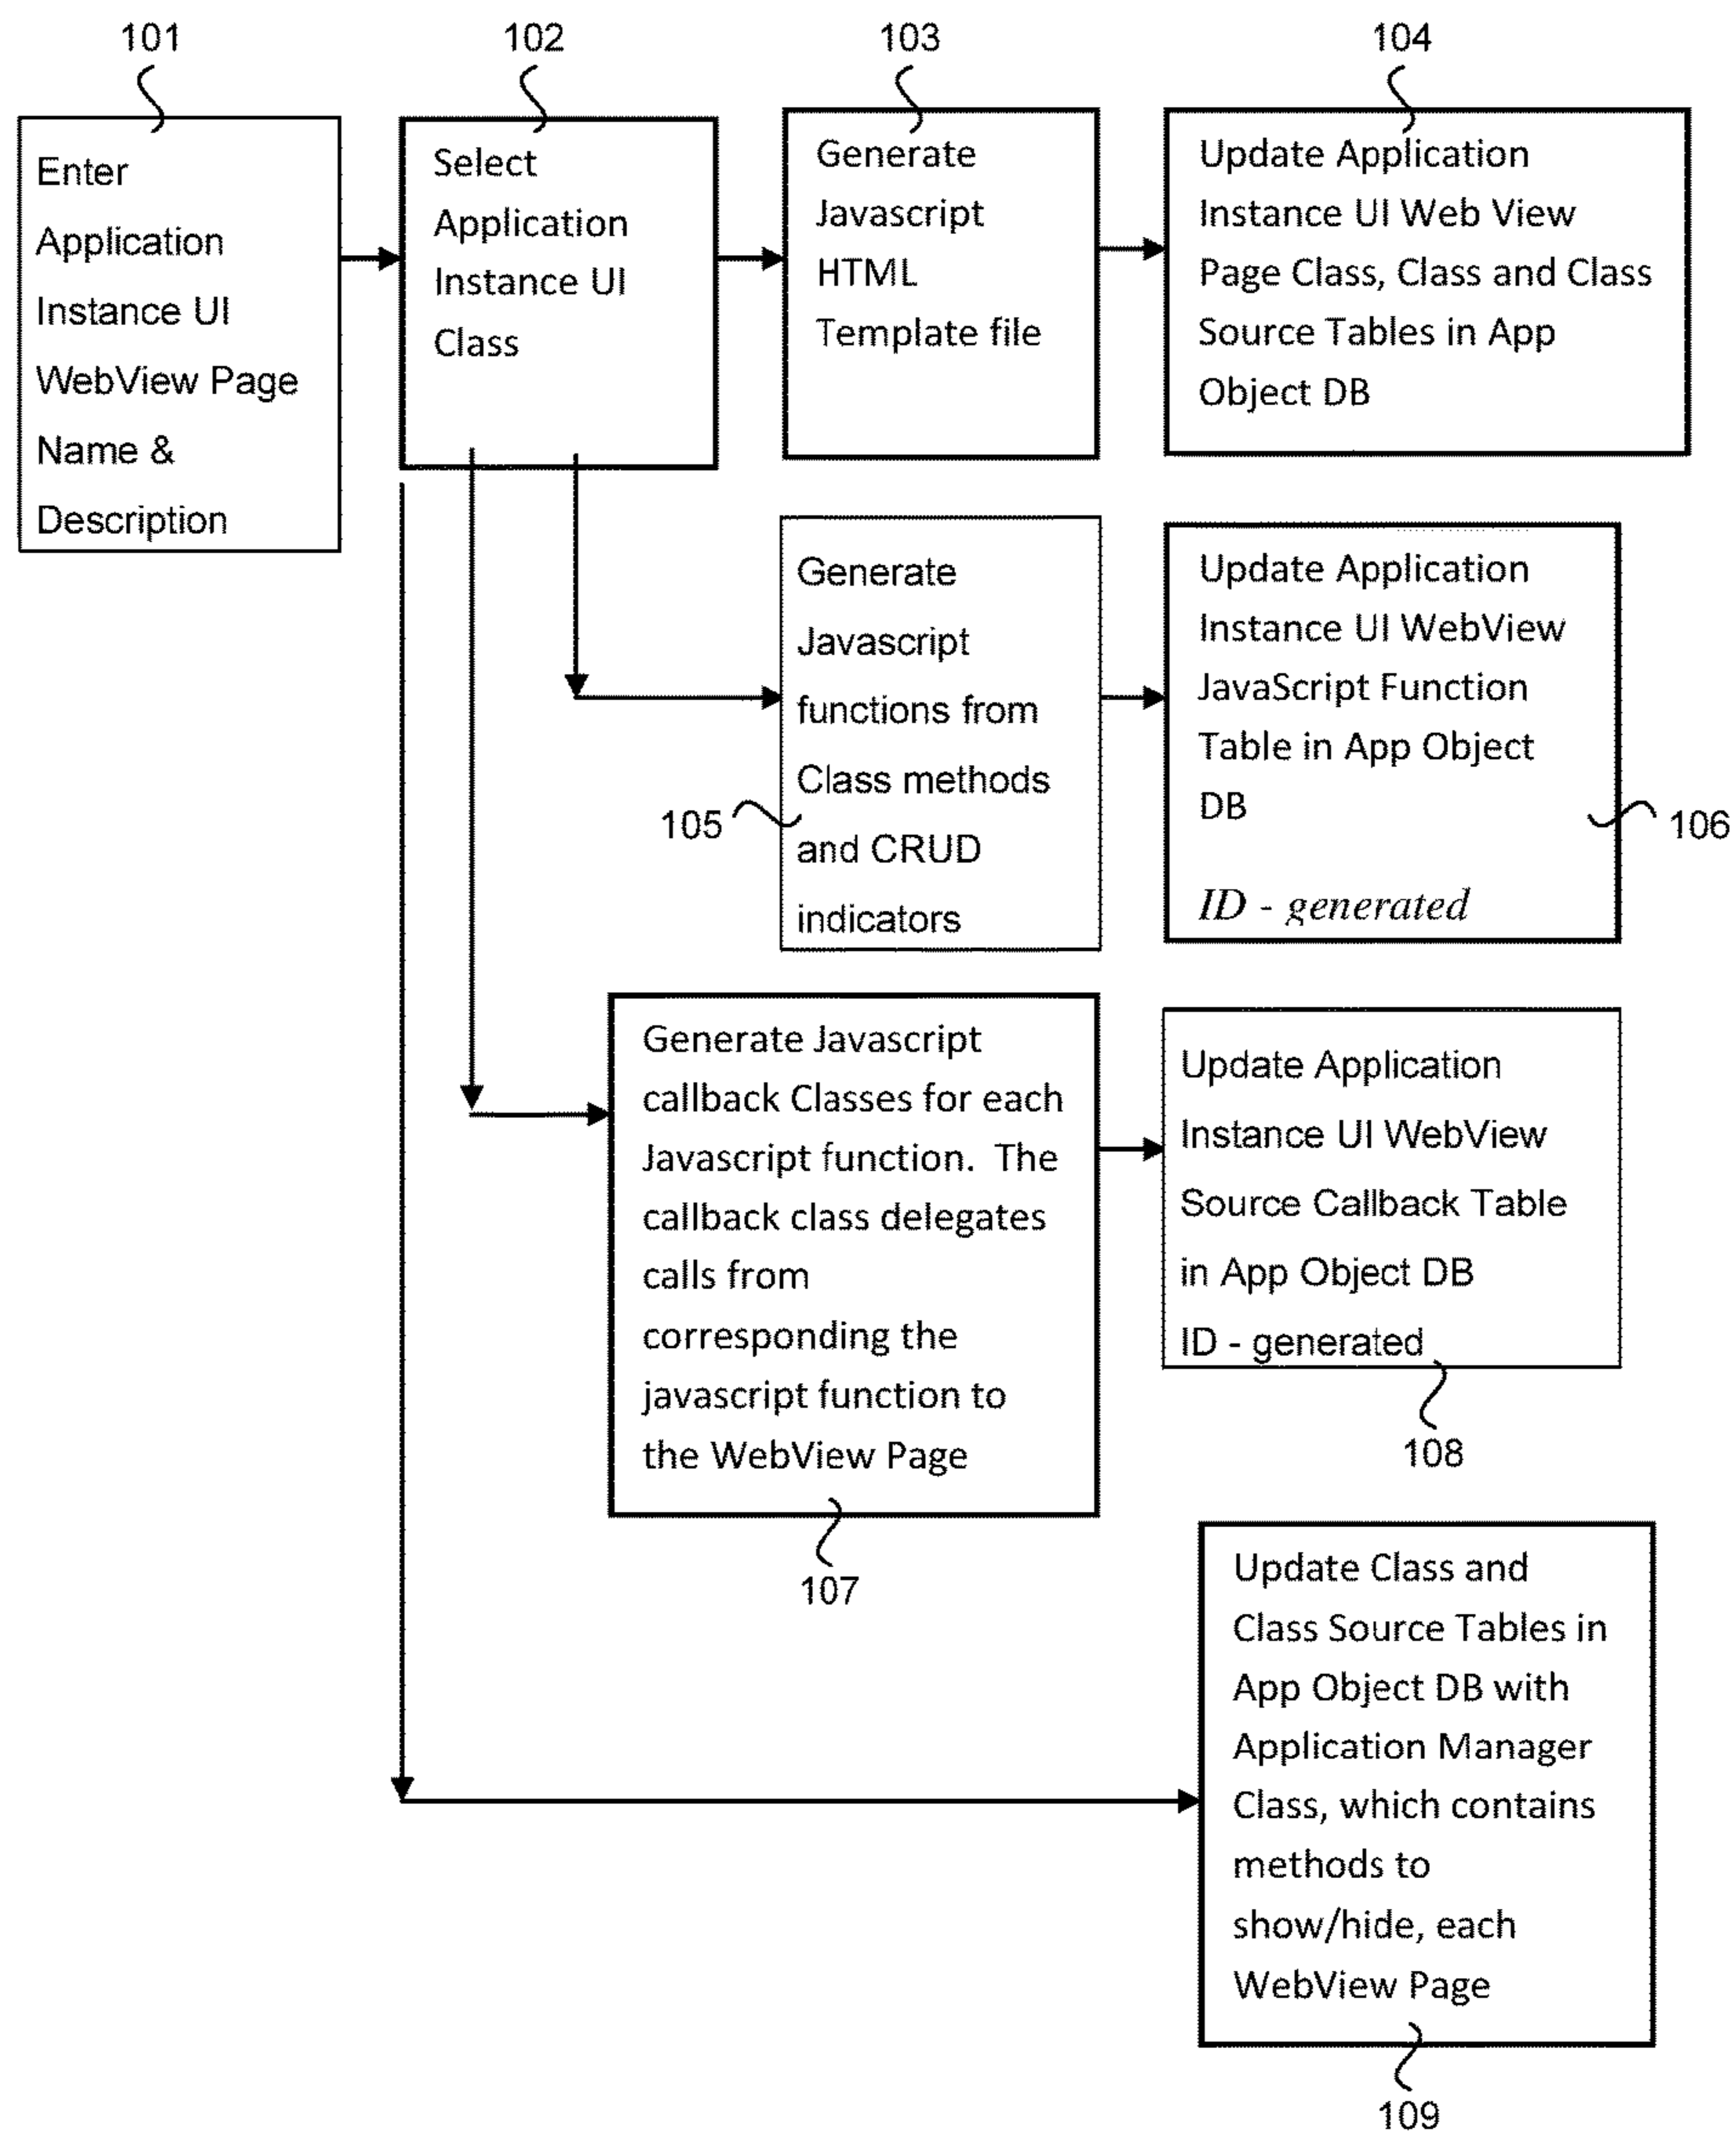 101
102
103
104
Enter
Application
Instance UI
WebView Page
Name &
Description
Select
Application
Instance UI
Class
Generate
Javascript
HTML
Template file
Update Application
Instance UI Web View
Page Class, Class and Class
Source Tables in App
Object DB
Generate
Javascript
functions from
Class methods
and CRUD
indicators
105
Update Application
Instance UI WebView
JavaScript Function
Table in App Object
DB
ID - generated
106
Generate Javascript
callback Classes for each
Javascript function. The
callback class delegates
calls from
corresponding the
javascript function to
the WebView Page
107
Update Application
Instance UI WebView
Source Callback Table
in App Object DB
ID - generated
108
Update Class and
Class Source Tables in
App Object DB with
Application Manager
Class, which contains
methods to
show/hide, each
WebView Page
109